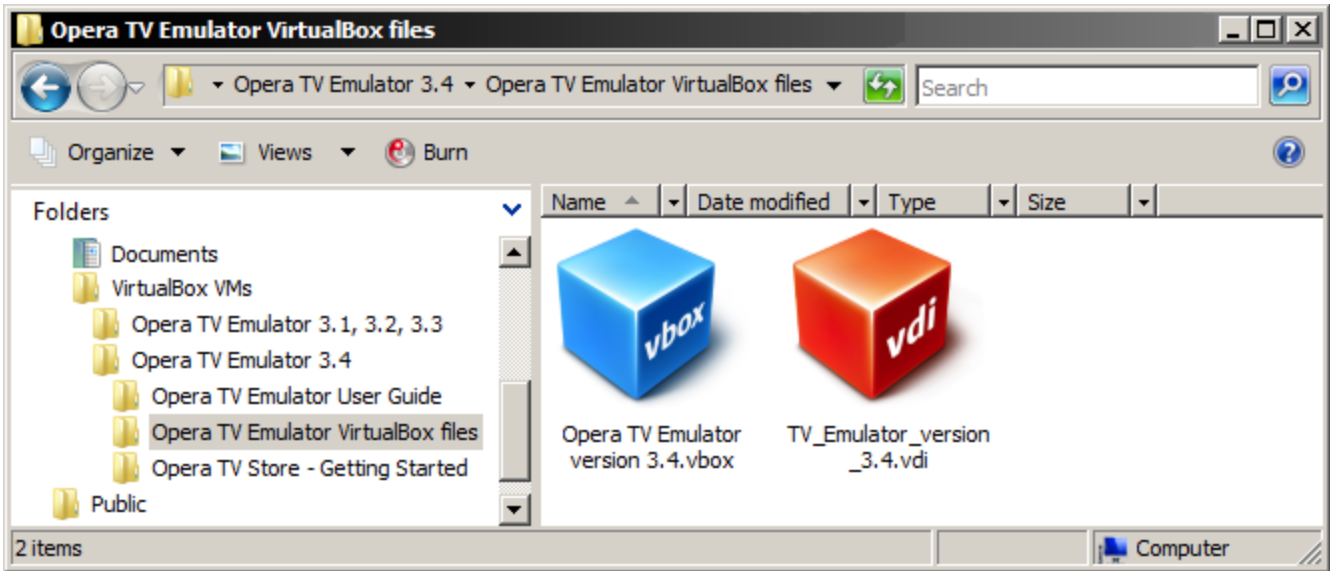 Opera TV Emulator VirtualBox files
Opera TV Emulator 3.4 Opera TV Emulator VirtualBox files Search
Organize Views Burn
Folders
Documents
VirtualBox VMs
Opera TV Emulator 3.1, 3.2, 3.3
Opera TV Emulator 3.4
Opera TV Emulator User Guide
Opera TV Emulator VirtualBox files
Opera TV Store - Getting Started
Public
Name Date modified Type Size
vbox
vdi
Opera TV Emulator
version 3.4.vbox
TV_Emulator_version
_3.4.vdi
2 items
Computer